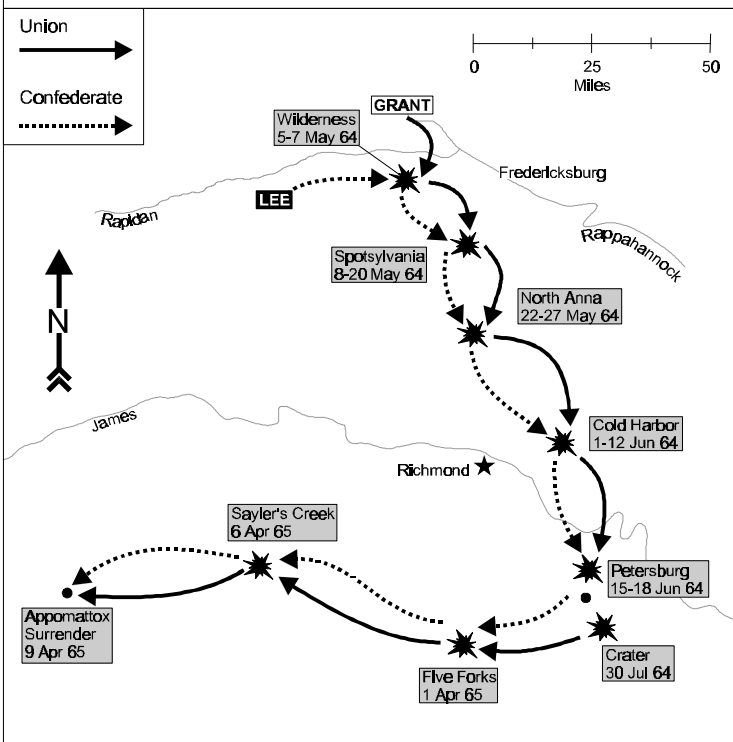 Union
Confederate
0 25 50
Miles
GRANT
Wilderness
5-7 May 64
Fredericksburg
LEE
Rapidan
Rappahannock
Spotsylvania
8-20 May 64
North Anna
22-27 May 64
N
James
Cold Harbor
1-12 Jun 64
Richmond
Sayler's Creek
6 Apr 65
Petersburg
15-18 Jun 64
Appomattox
Surrender
9 Apr 65
Crater
30 Jul 64
Five Forks
1 Apr 65